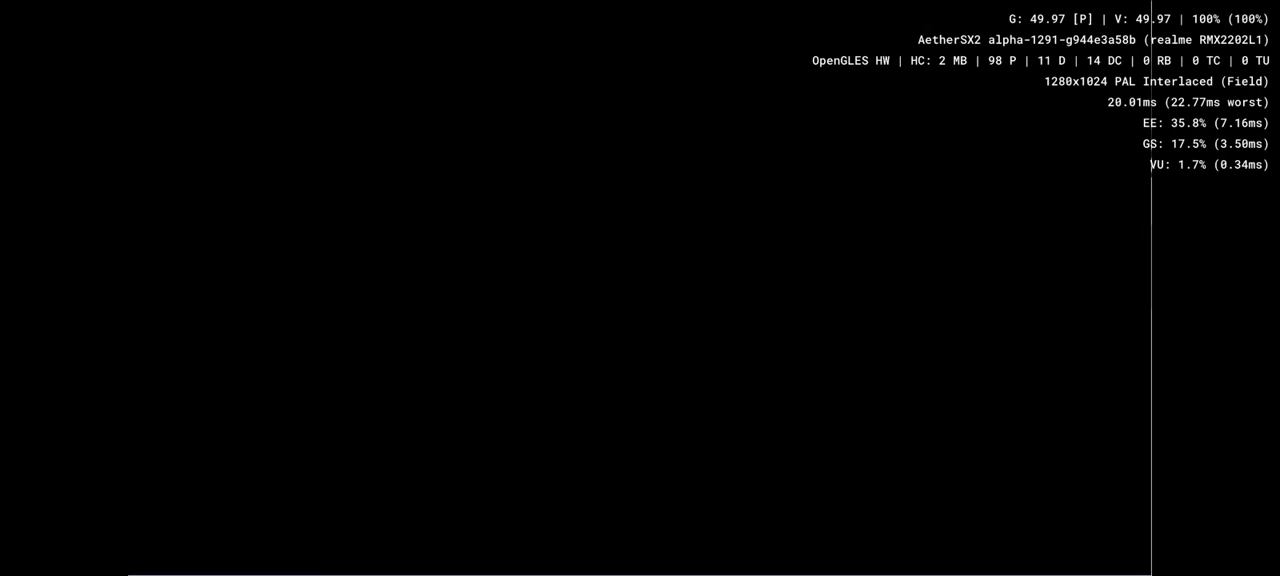 G: 49.97 [P] | V: 49.97 | 100% (100%)
AetherSX2 alpha-1291-g944e3a58b (realme RMX2202L1)
OpenGLES HW | HC: 2 MB | 98 P | 11 D | 14 DC | 0 RB | 0 TC | 0 TU
1280x1024 PAL Interlaced (Field)
20.01ms (22.77ms worst)
EE: 35.8% (7.16ms)
GS: 17.5% (3.50ms)
VU: 1.7% (0.34ms)